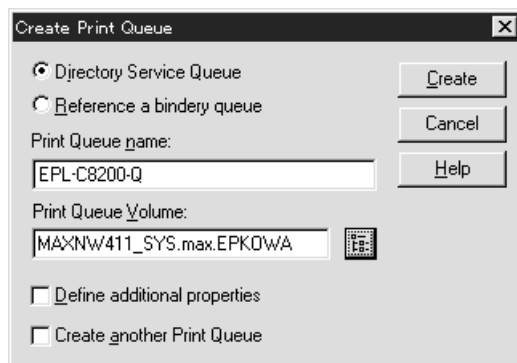 Create Print Queue
Directory Service Queue
Reference a bindery queue
Print Queue name:
EPL-C8200-Q
Print Queue Volume:
MAXNW411_SYS.max.EPKOWA
Define additional properties
Create another Print Queue
Create
Cancel
Help